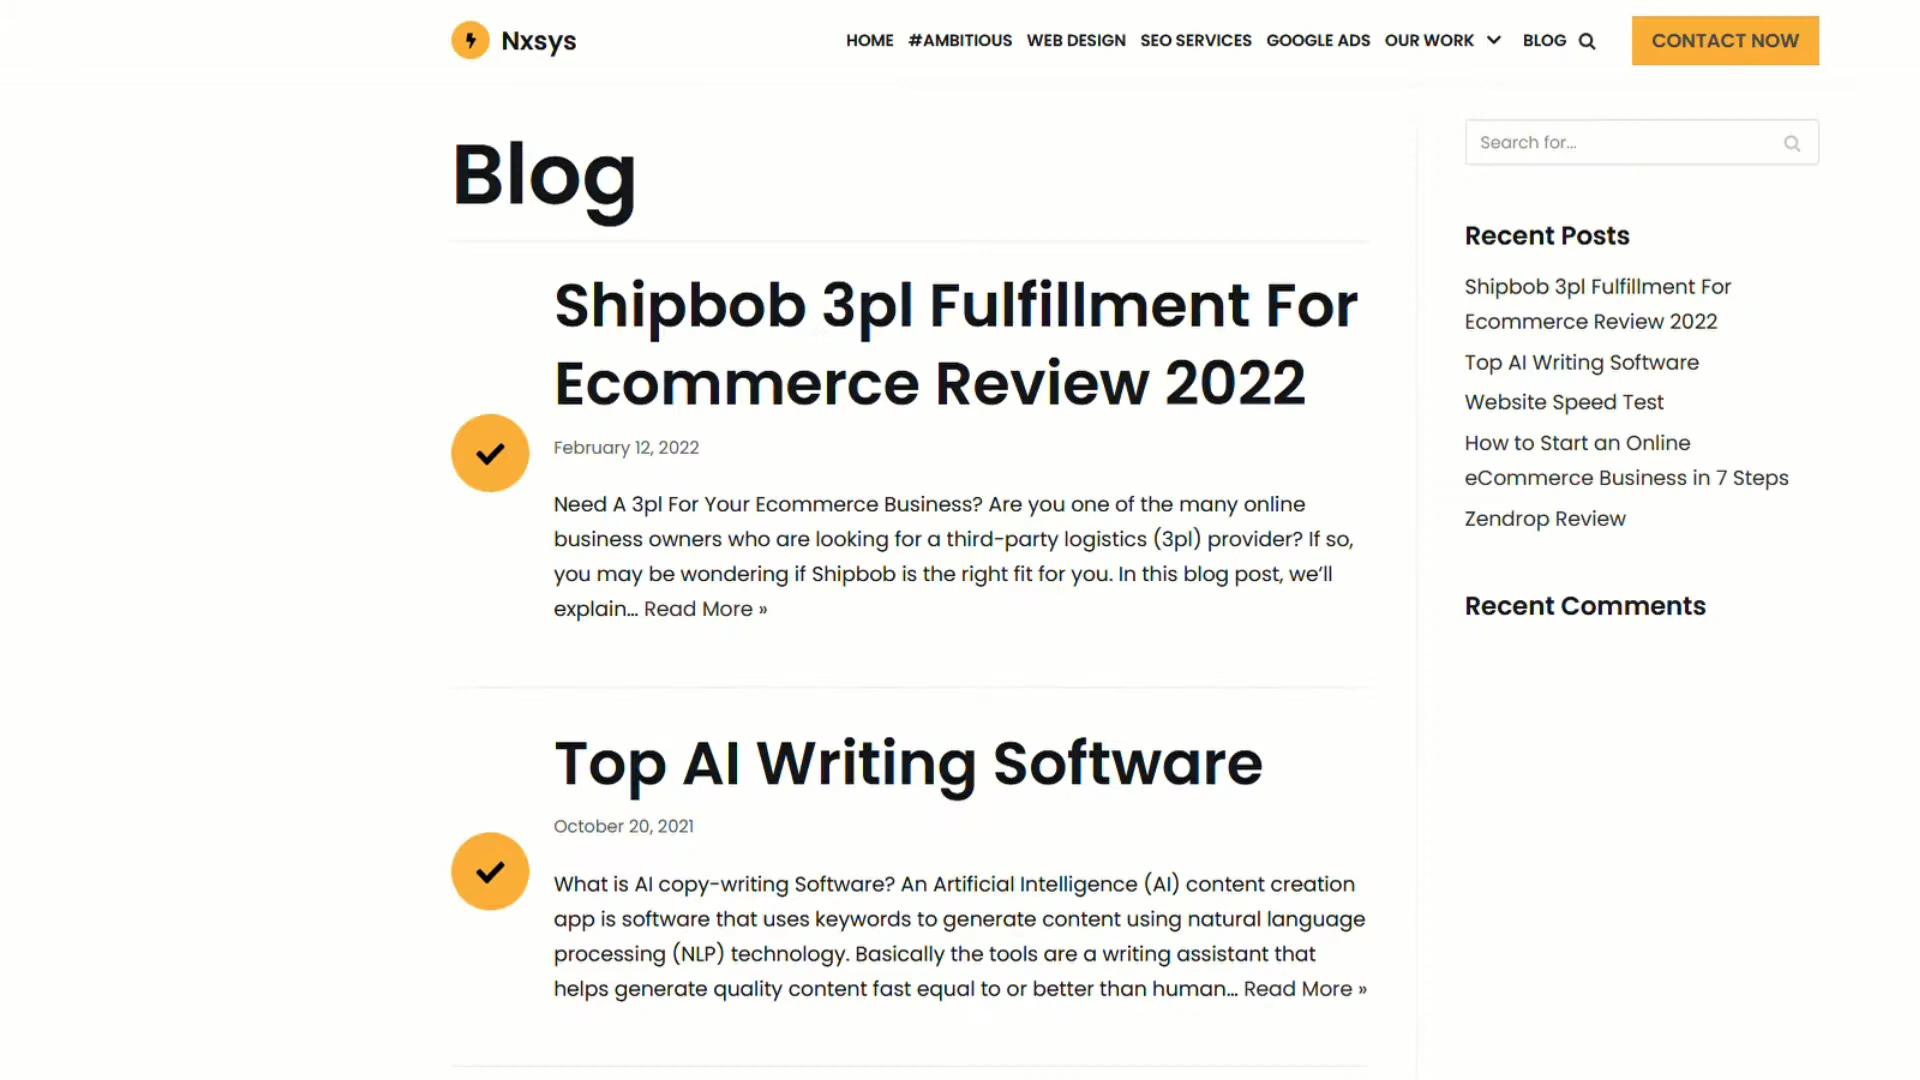 Nxsys
HOME #AMBITIOUS WEB DESIGN SEO SERVICES GOOGLE ADS OUR WORK BLOG
CONTACT NOW
Blog
Shipbob 3pl Fulfillment For
Ecommerce Review 2022
February 12, 2022
Need A 3pl For Your Ecommerce Business? Are you one of the many online
business owners who are looking for a third-party logistics (3pl) provider? If so,
you may be wondering if Shipbob is the right fit for you. In this blog post, we’ll
explain... Read More »
Top AI Writing Software
October 20, 2021
What is AI copy-writing Software? An Artificial Intelligence (AI) content creation
app is software that uses keywords to generate content using natural language
processing (NLP) technology. Basically the tools are a writing assistant that
helps generate quality content fast equal to or better than human... Read More »
Search for...
Recent Posts
Shipbob 3pl Fulfillment For
Ecommerce Review 2022
Top AI Writing Software
Website Speed Test
How to Start an Online
eCommerce Business in 7 Steps
Zendrop Review
Recent Comments